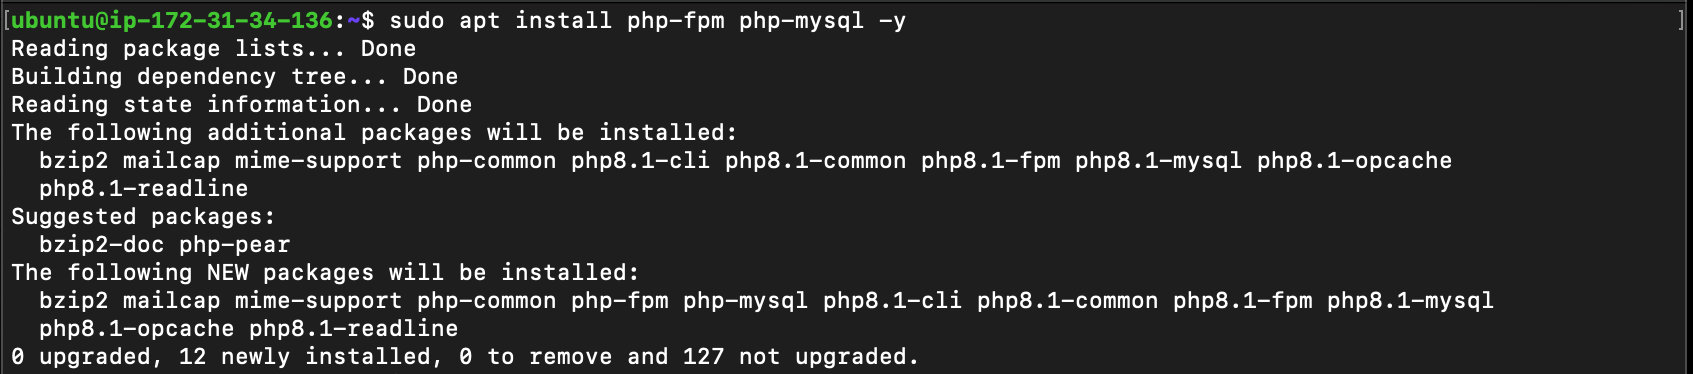 [ubuntu@ip-172-31-34-136:~$ sudo apt install php-fpm php-mysql -y ]
Reading package lists... Done
Building dependency tree... Done
Reading state information... Done
The following additional packages will be installed:
  bzip2 mailcap mime-support php-common php8.1-cli php8.1-common php8.1-fpm php8.1-mysql php8.1-opcache
  php8.1-readline
Suggested packages:
  bzip2-doc php-pear
The following NEW packages will be installed:
  bzip2 mailcap mime-support php-common php-fpm php-mysql php8.1-cli php8.1-common php8.1-fpm php8.1-mysql
  php8.1-opcache php8.1-readline
0 upgraded, 12 newly installed, 0 to remove and 127 not upgraded.